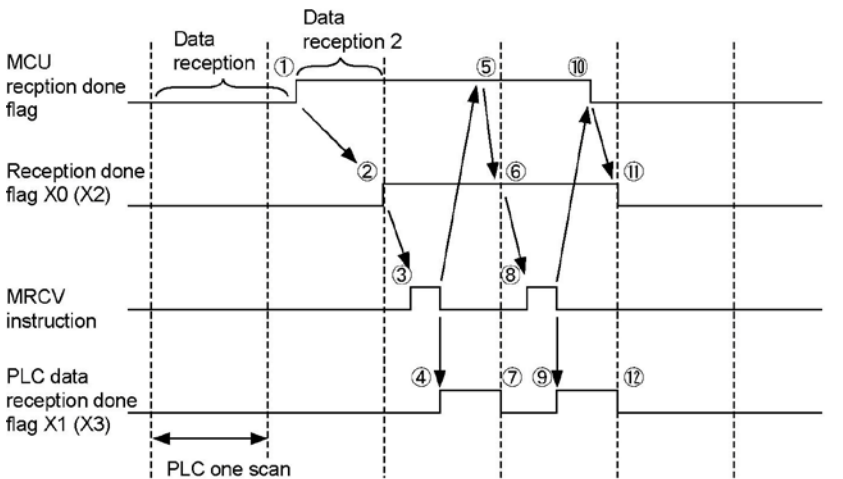 Data
reception 2
Data
reception
MCU
recption done
flag
①
⑤
⑩
Reception done
flag X0 (X2)
②
⑥
⑪
MRCV
instruction
③
⑧
PLC data
reception done
flag X1 (X3)
④
⑦
⑨
⑫
PLC one scan